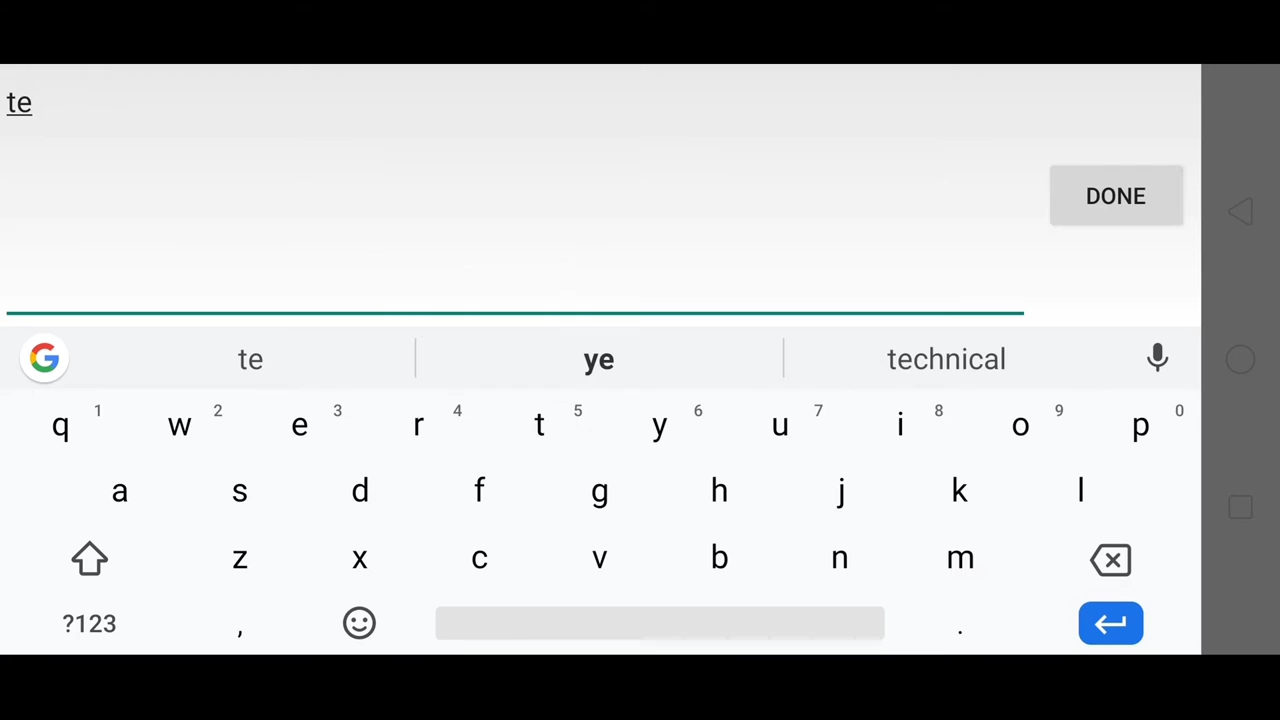 te
DONE
te ye technical
q 1 w 2 e 3 r 4 t 5 y 6 u 7 i 8 o 9 p 0
a s d f g h j k l
z x c v b n m
?123 , .